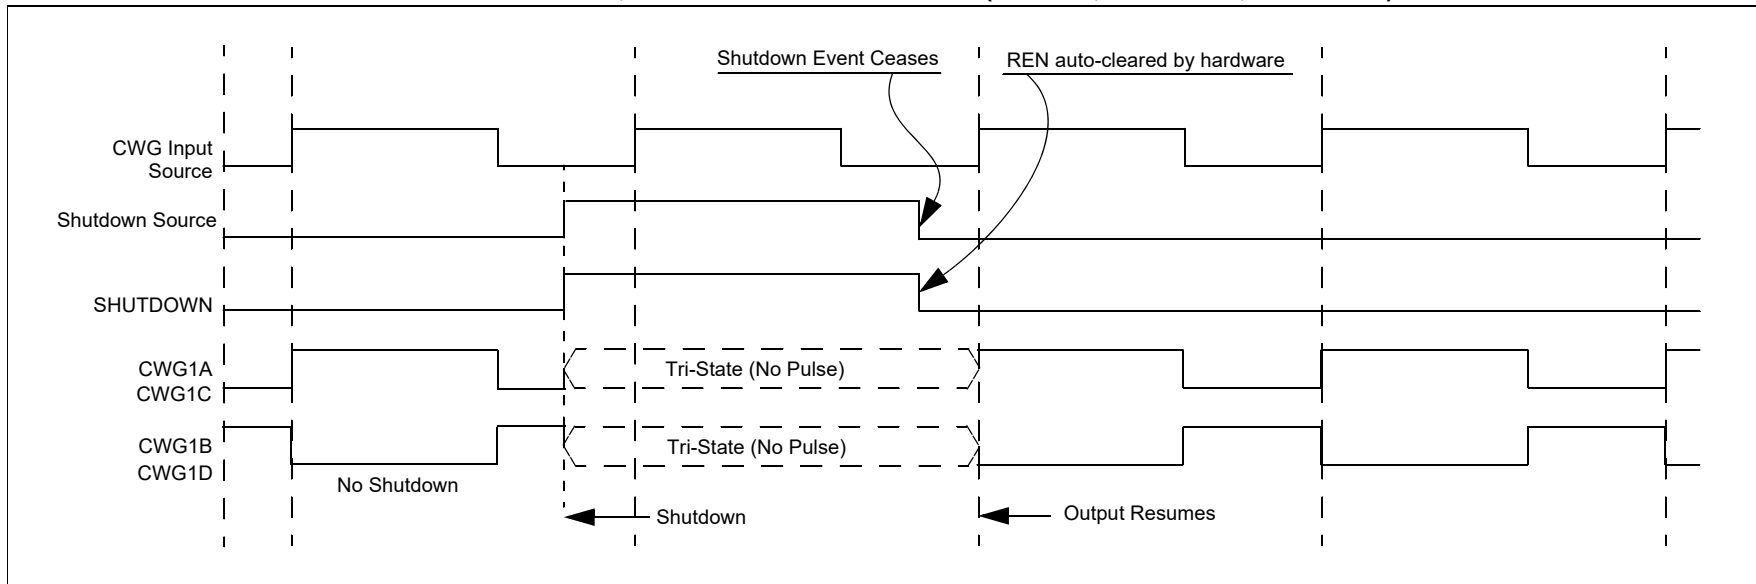 Shutdown Event Ceases
REN auto-cleared by hardware
CWG Input
Source
Shutdown Source
SHUTDOWN
CWG1A
CWG1C
Tri-State (No Pulse)
CWG1B
CWG1D
Tri-State (No Pulse)
No Shutdown
Shutdown
Output Resumes